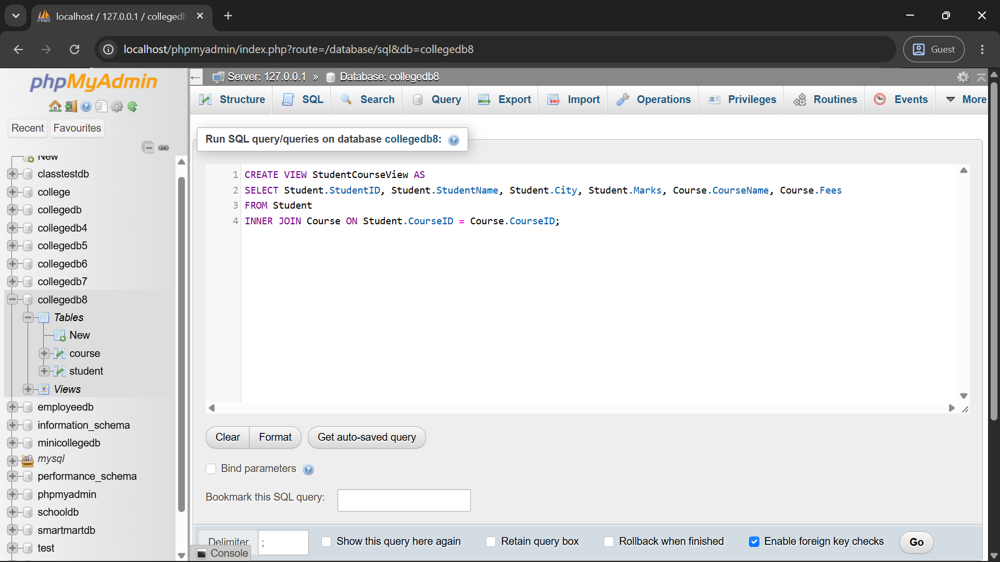 localhost / 127.0.0.1 / collegedb
localhost/phpmyadmin/index.php?route=/database/sql&db=collegedb8
Guest
phpMyAdmin
Recent
Favourites
New
classtestdb
college
collegedb
collegedb4
collegedb5
collegedb6
collegedb7
collegedb8
Tables
New
course
student
Views
employeedb
information_schema
minicollegedb
mysql
performance_schema
phpmyadmin
schooldb
smartmartdb
test
Server: 127.0.0.1 » Database: collegedb8
Structure
SQL
Search
Query
Export
Import
Operations
Privileges
Routines
Events
More
Run SQL query/queries on database collegedb8:
1 CREATE VIEW StudentCourseView AS
2 SELECT Student.StudentID, Student.StudentName, Student.City, Student.Marks, Course.CourseName, Course.Fees
3 FROM Student
4 INNER JOIN Course ON Student.CourseID = Course.CourseID;
Clear
Format
Get auto-saved query
Bind parameters
Bookmark this SQL query:
Delimiter ;
Show this query here again
Retain query box
Rollback when finished
Enable foreign key checks
Go
Console